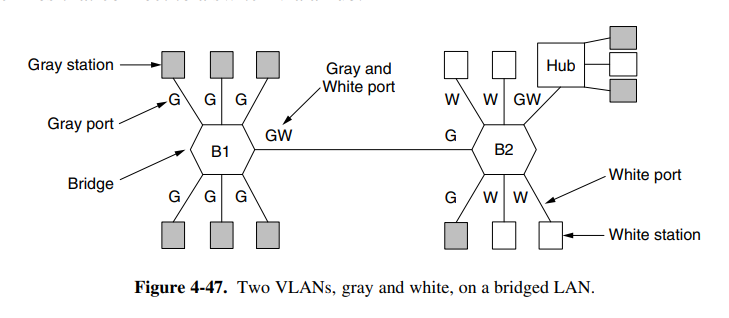 Gray station
Gray port
Bridge
G G G
B1
G G G
Gray and
White port
GW
W W GW
G
B2
G W W
Hub
White port
White station
Figure 4-47. Two VLANs, gray and white, on a bridged LAN.